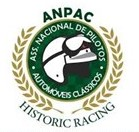 ANPAC
ASS. NACIONAL DE PILOTOS
AUTOMÓVEIS CLÁSSICOS
HISTORIC RACING